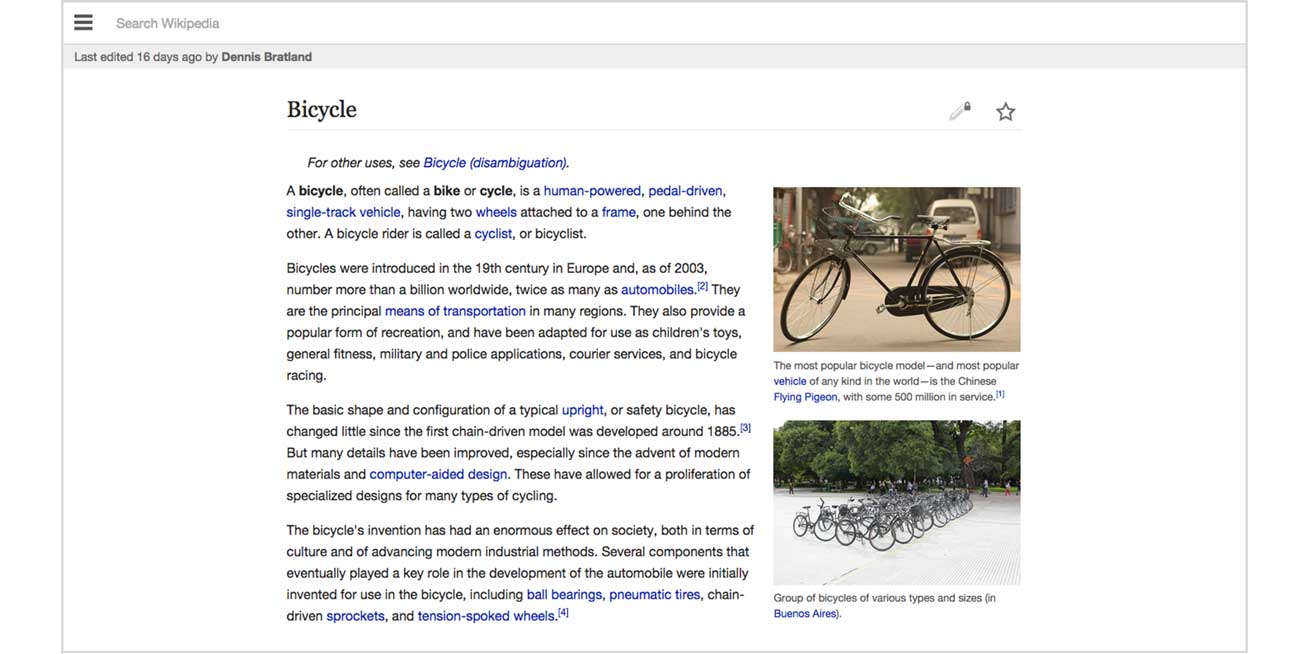 Search Wikipedia
Last edited 16 days ago by Dennis Bratland
Bicycle
For other uses, see Bicycle (disambiguation).
A bicycle, often called a bike or cycle, is a human-powered, pedal-driven,
single-track vehicle, having two wheels attached to a frame, one behind the
other. A bicycle rider is called a cyclist, or bicyclist.
Bicycles were introduced in the 19th century in Europe and, as of 2003,
number more than a billion worldwide, twice as many as automobiles.[2] They
are the principal means of transportation in many regions. They also provide a
popular form of recreation, and have been adapted for use as children's toys,
general fitness, military and police applications, courier services, and bicycle
racing.
The basic shape and configuration of a typical upright, or safety bicycle, has
changed little since the first chain-driven model was developed around 1885.[3]
But many details have been improved, especially since the advent of modern
materials and computer-aided design. These have allowed for a proliferation of
specialized designs for many types of cycling.
The bicycle's invention has had an enormous effect on society, both in terms of
culture and of advancing modern industrial methods. Several components that
eventually played a key role in the development of the automobile were initially
invented for use in the bicycle, including ball bearings, pneumatic tires, chain-
driven sprockets, and tension-spoked wheels.[4]
The most popular bicycle model—and most popular
vehicle of any kind in the world—is the Chinese
Flying Pigeon, with some 500 million in service.[1]
Group of bicycles of various types and sizes (in
Buenos Aires).